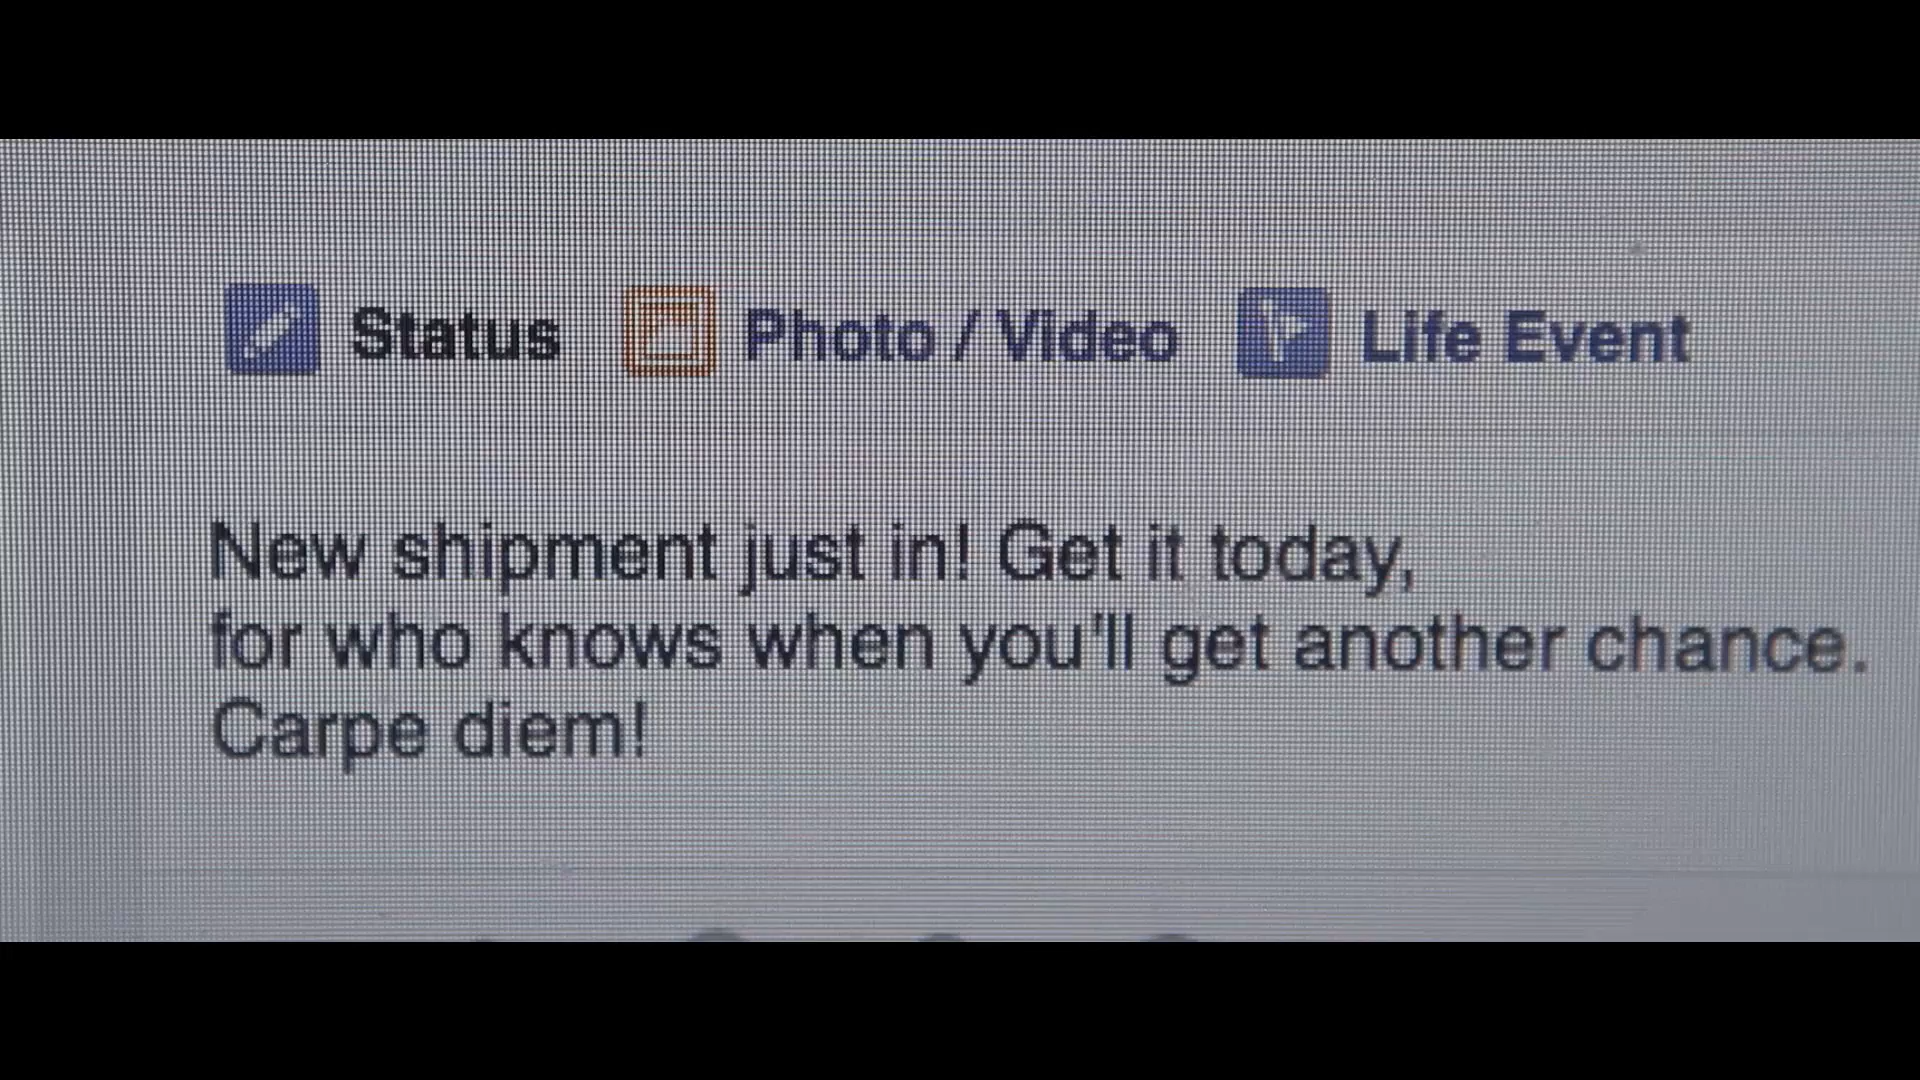 Status Photo / Video Life Event
New shipment just in! Get it today,
for who knows when you'll get another chance.
Carpe diem!